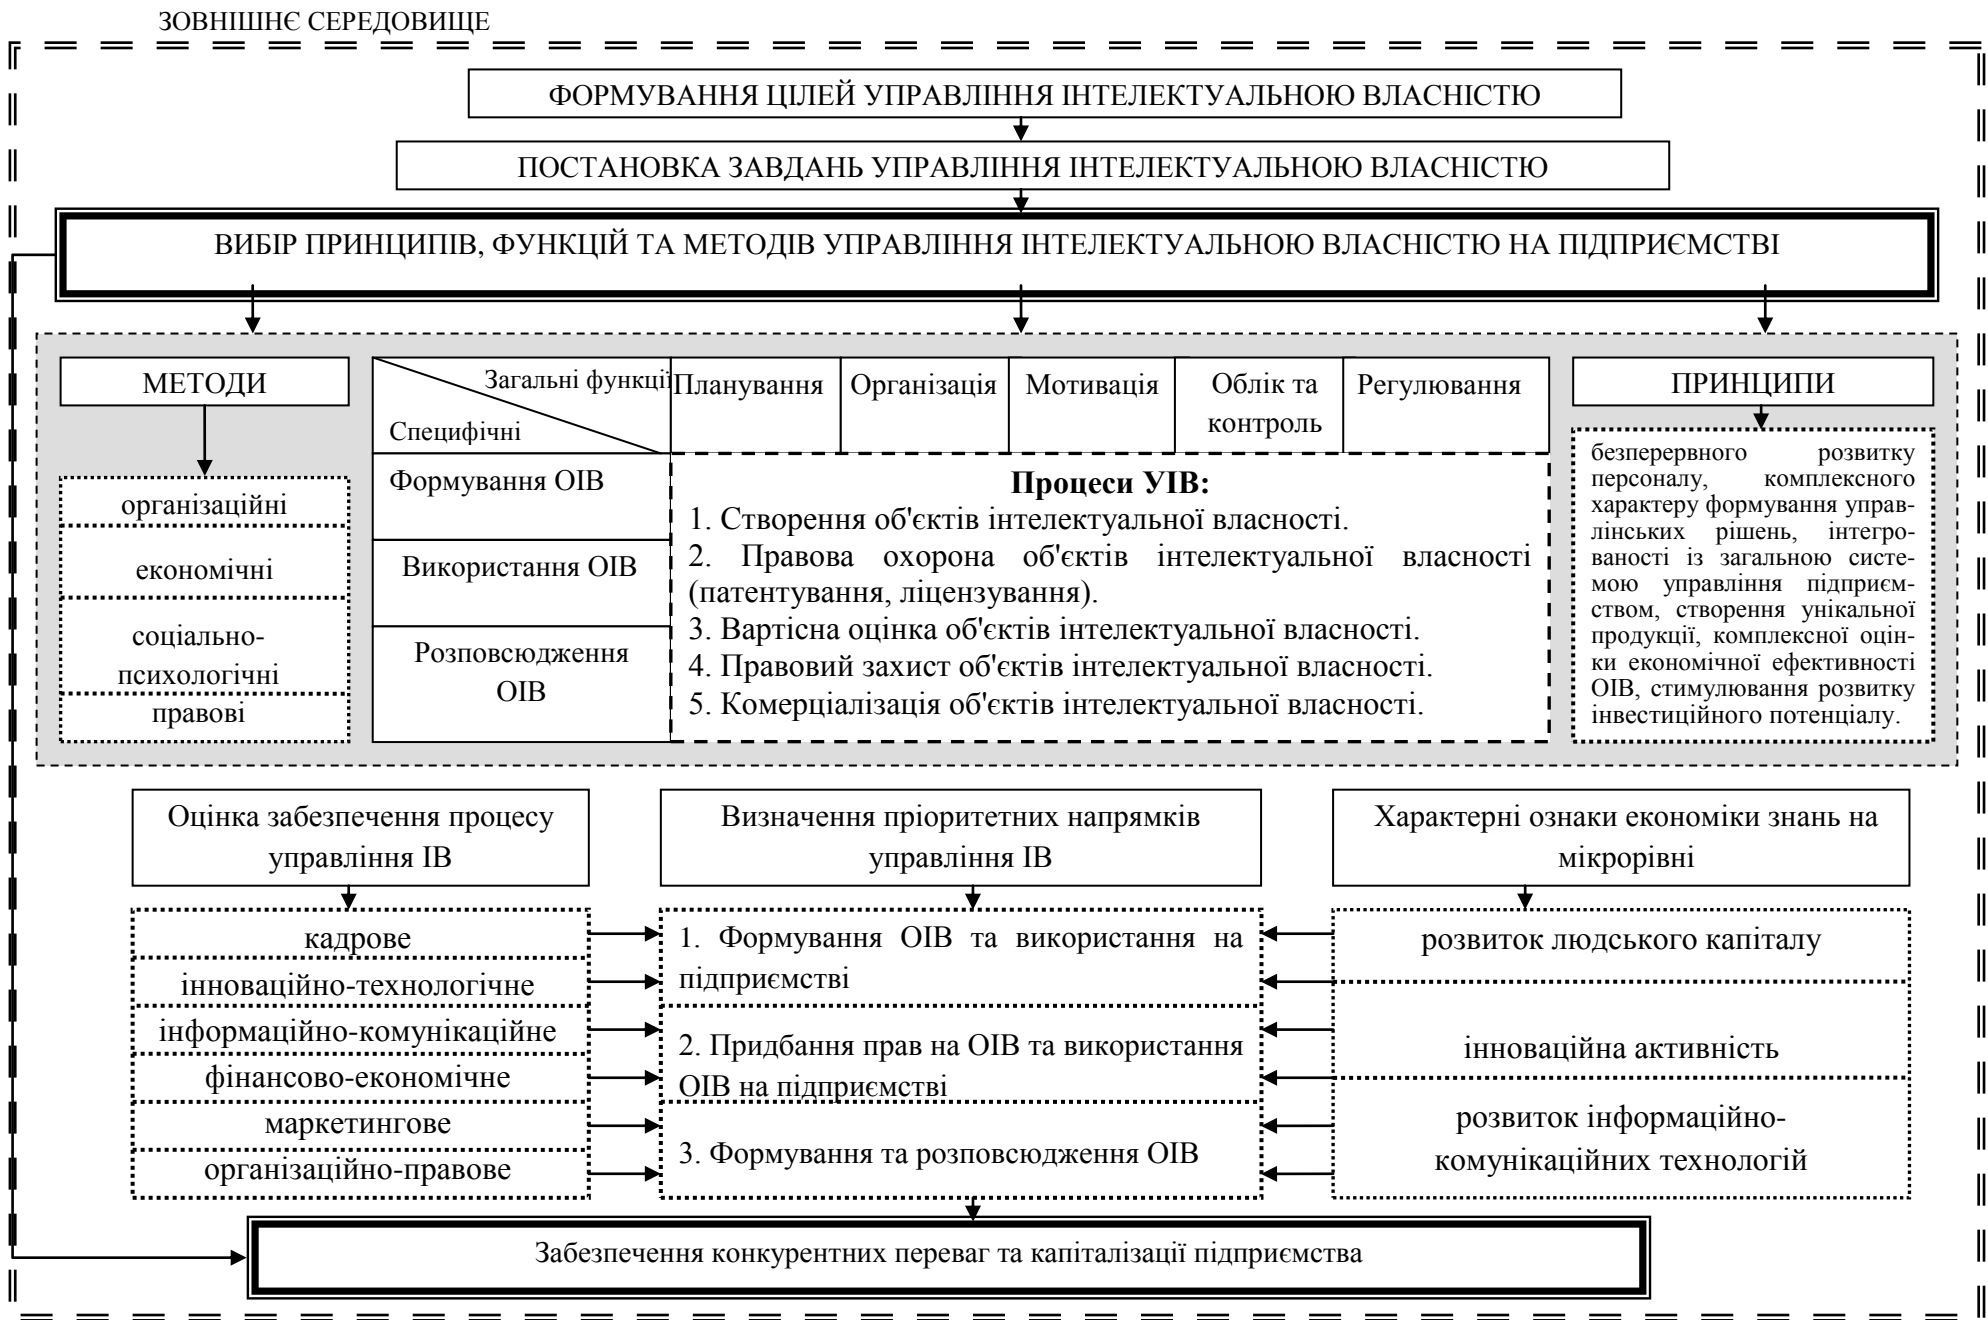 ЗОВНІШНЄ СЕРЕДОВИЩЕ
ФОРМУВАННЯ ЦІЛЕЙ УПРАВЛІННЯ ІНТЕЛЕКТУАЛЬНОЮ ВЛАСНІСТЮ
ПОСТАНОВКА ЗАВДАНЬ УПРАВЛІННЯ ІНТЕЛЕКТУАЛЬНОЮ ВЛАСНІСТЮ
ВИБІР ПРИНЦИПІВ, ФУНКЦІЙ ТА МЕТОДІВ УПРАВЛІННЯ ІНТЕЛЕКТУАЛЬНОЮ ВЛАСНІСТЮ НА ПІДПРИЄМСТВІ
МЕТОДИ
організаційні
економічні
соціально-
психологічні
правові
Загальні функції
Специфічні
Планування
Організація
Мотивація
Облік та
контроль
Регулювання
Формування ОІВ
Використання ОІВ
Розповсюдження
ОІВ
Процеси УІВ:
1. Створення об'єктів інтелектуальної власності.
2. Правова охорона об'єктів інтелектуальної власності
(патентування, ліцензування).
3. Вартісна оцінка об'єктів інтелектуальної власності.
4. Правовий захист об'єктів інтелектуальної власності.
5. Комерціалізація об'єктів інтелектуальної власності.
ПРИНЦИПИ
безперервного розвитку
персоналу, комплексного
характеру формування управ-
лінських рішень, інтегро-
ваності із загальною систе-
мою управління підприєм-
ством, створення унікальної
продукції, комплексної оцін-
ки економічної ефективності
ОІВ, стимулювання розвитку
інвестиційного потенціалу.
Оцінка забезпечення процесу
управління ІВ
кадрове
інноваційно-технологічне
інформаційно-комунікаційне
фінансово-економічне
маркетингове
організаційно-правове
Визначення пріоритетних напрямків
управління ІВ
1. Формування ОІВ та використання на
підприємстві
2. Придбання прав на ОІВ та використання
ОІВ на підприємстві
3. Формування та розповсюдження ОІВ
Характерні ознаки економіки знань на
мікрорівні
розвиток людського капіталу
інноваційна активність
розвиток інформаційно-
комунікаційних технологій
Забезпечення конкурентних переваг та капіталізації підприємства